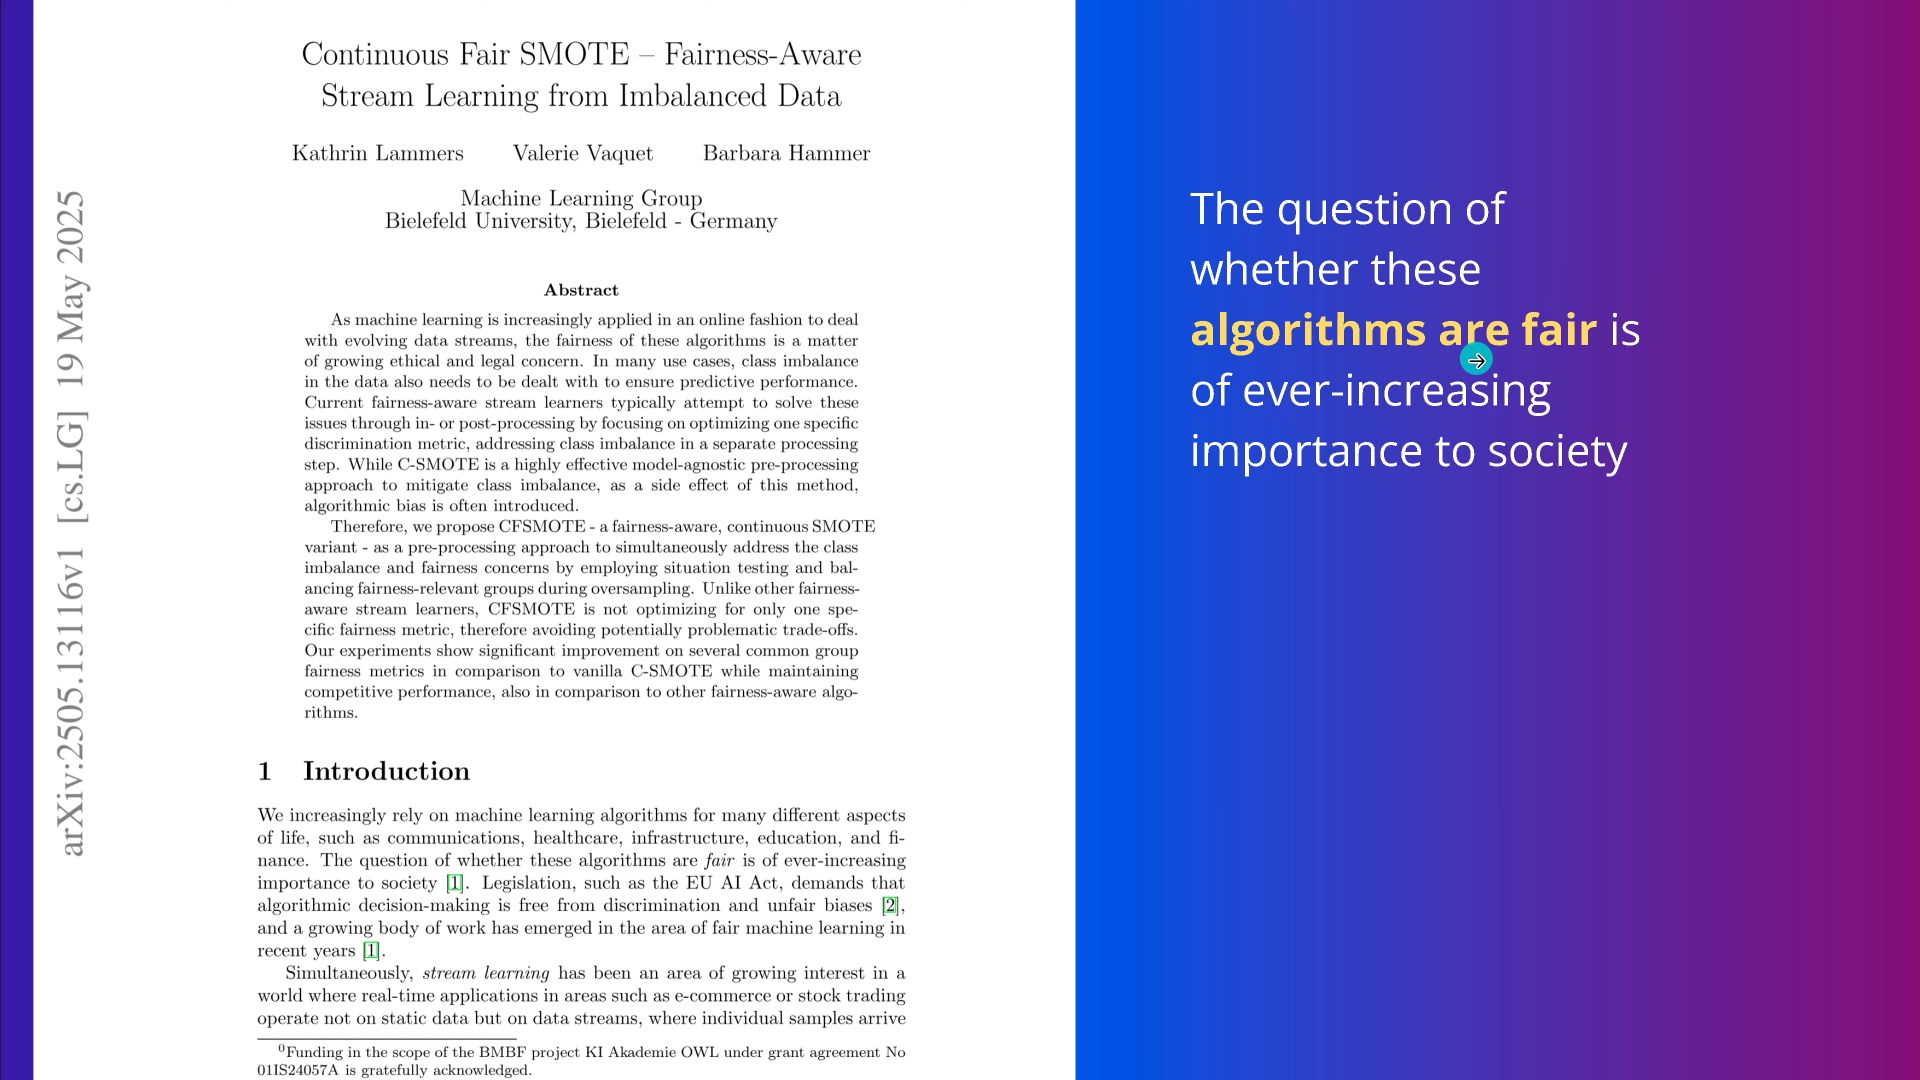 Continuous Fair SMOTE – Fairness-Aware
Stream Learning from Imbalanced Data
Kathrin Lammers Valerie Vaquet Barbara Hammer
Machine Learning Group
Bielefeld University, Bielefeld - Germany
Abstract
As machine learning is increasingly applied in an online fashion to deal
with evolving data streams, the fairness of these algorithms is a matter
of growing ethical and legal concern. In many use cases, class imbalance
in the data also needs to be dealt with to ensure predictive performance.
Current fairness-aware stream learners typically attempt to solve these
issues through in- or post-processing by focusing on optimizing one specific
discrimination metric, addressing class imbalance in a separate processing
step. While C-SMOTE is a highly effective model-agnostic pre-processing
approach to mitigate class imbalance, as a side effect of this method,
algorithmic bias is often introduced.
Therefore, we propose CFSMOTE - a fairness-aware, continuous SMOTE
variant - as a pre-processing approach to simultaneously address the class
imbalance and fairness concerns by employing situation testing and bal-
ancing fairness-relevant groups during oversampling. Unlike other fairness-
aware stream learners, CFSMOTE is not optimizing for only one spe-
cific fairness metric, therefore avoiding potentially problematic trade-offs.
Our experiments show significant improvement on several common group
fairness metrics in comparison to vanilla C-SMOTE while maintaining
competitive performance, also in comparison to other fairness-aware algo-
rithms.
1 Introduction
We increasingly rely on machine learning algorithms for many different aspects
of life, such as communications, healthcare, infrastructure, education, and fi-
nance. The question of whether these algorithms are fair is of ever-increasing
importance to society [1]. Legislation, such as the EU AI Act, demands that
algorithmic decision-making is free from discrimination and unfair biases [2],
and a growing body of work has emerged in the area of fair machine learning in
recent years [1].
Simultaneously, stream learning has been an area of growing interest in a
world where real-time applications in areas such as e-commerce or stock trading
operate not on static data but on data streams, where individual samples arrive
0Funding in the scope of the BMBF project KI Akademie OWL under grant agreement No
01IS24057A is gratefully acknowledged.
arXiv:2505.13116v1 [cs.LG] 19 May 2025
The question of
whether these
algorithms are fair is
of ever-increasing
importance to society